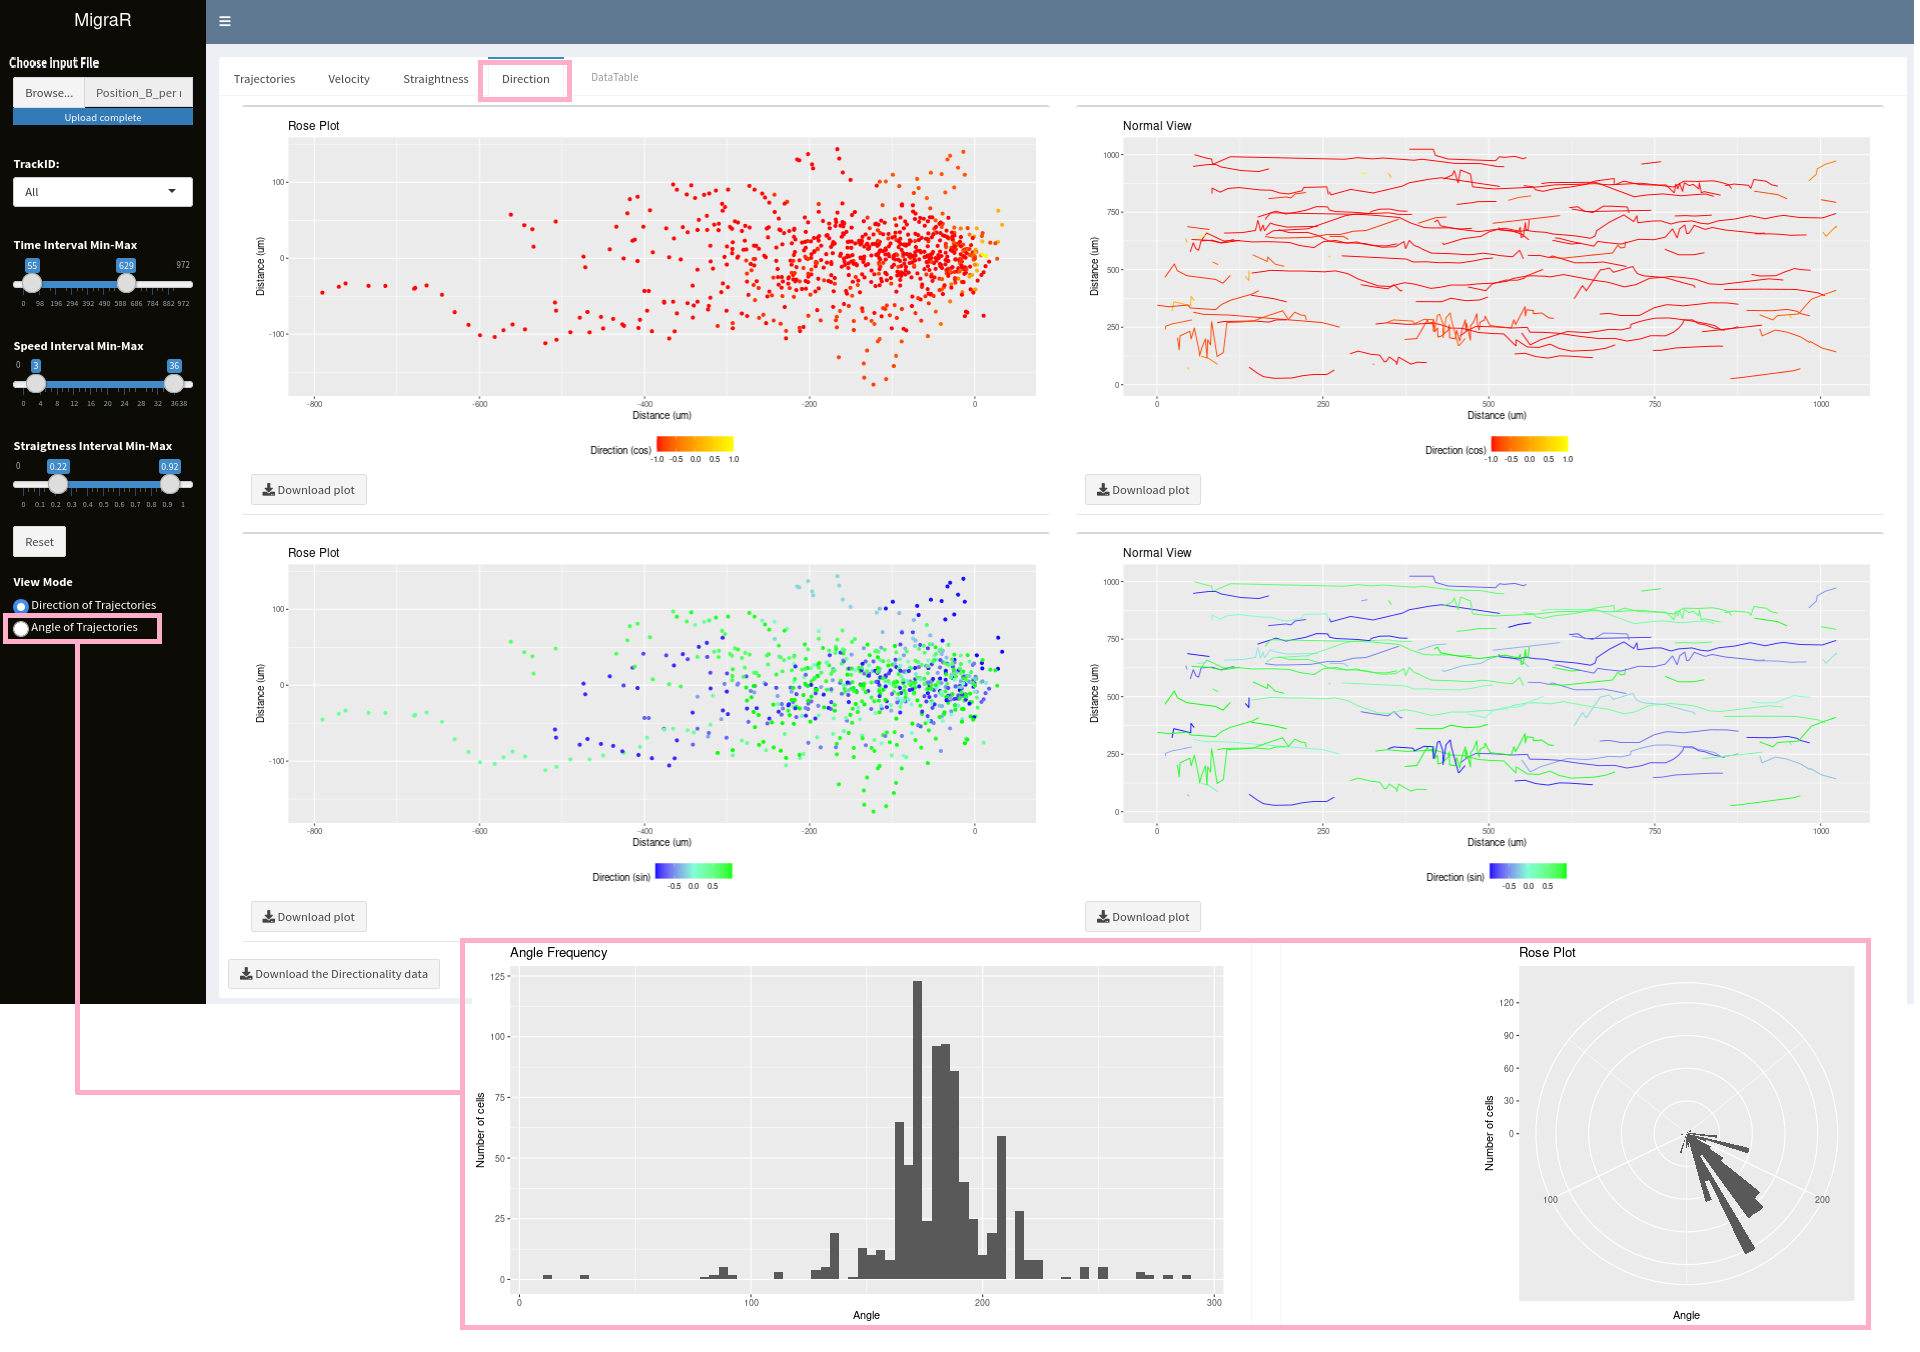 MigraR
Choose Input File
Browse...
Position_B_per
Upload complete
TrackID:
All
Time Interval Min-Max
55
629
972
0 98 196 294 392 490 588 686 784 882 972
Speed Interval Min-Max
0
3
36
0 4 8 12 16 20 24 28 32 3638
Straigtness Interval Min-Max
0
0.22
0.92
0 0.1 0.2 0.3 0.4 0.5 0.6 0.7 0.8 0.9 1
Reset
View Mode
Direction of Trajectories
Angle of Trajectories
Trajectories
Velocity
Straightness
Direction
DataTable
Rose Plot
100
0
-100
Distance (um)
-800 -600 -400 -200 0
Distance (um)
Direction (cos)
-1.0 -0.5 0.0 0.5 1.0
Download plot
Normal View
1000
750
500
250
0
Distance (um)
0 250 500 750 1000
Distance (um)
Direction (cos)
-1.0 -0.5 0.0 0.5 1.0
Download plot
Rose Plot
100
0
-100
Distance (um)
-800 -600 -400 -200 0
Distance (um)
Direction (sin)
-0.5 0.0 0.5
Download plot
Normal View
1000
750
500
250
0
Distance (um)
0 250 500 750 1000
Distance (um)
Direction (sin)
-0.5 0.0 0.5
Download plot
Download the Directionality data
Angle Frequency
125
100
75
50
25
0
Number of cells
0 100 200 300
Angle
Rose Plot
120
90
60
30
0
Number of cells
100
200
Angle